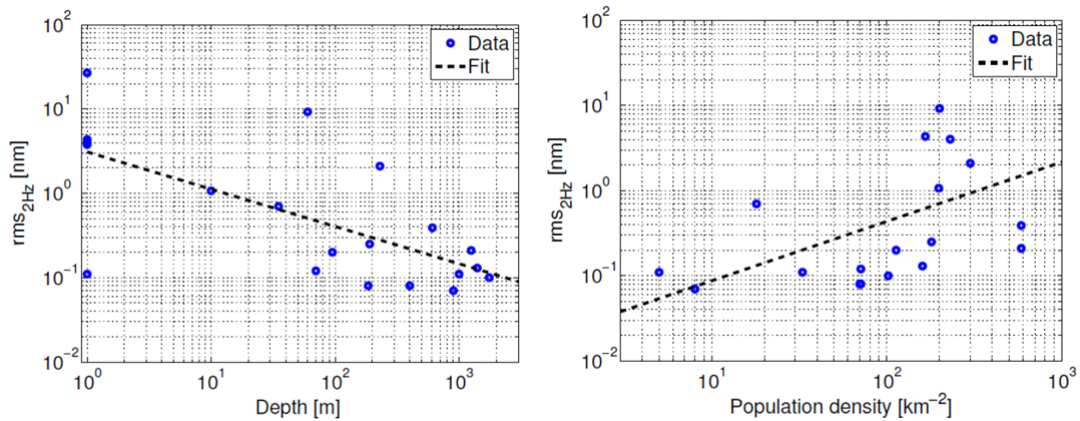 10²
10¹
10⁰
10⁻¹
10⁻²
rms2Hz [nm]
Data
Fit
10⁰
10¹
10²
10³
Depth [m]
10²
10¹
10⁰
10⁻¹
10⁻²
rms2Hz [nm]
Data
Fit
10¹
10²
10³
Population density [km⁻²]